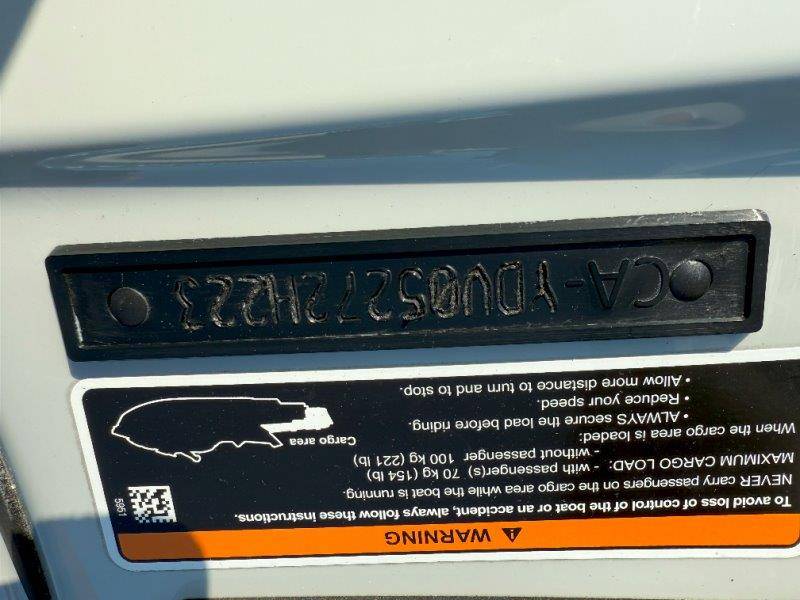 ⚠ WARNING
To avoid loss of control of the boat or an accident, always follow these instructions.
NEVER carry passengers on the cargo area while the boat is running.
MAXIMUM CARGO LOAD: - with passenger(s) 70 kg (154 lb)
- without passenger 100 kg (221 lb)
When the cargo area is loaded:
• ALWAYS secure the load before riding.
• Reduce your speed.
• Allow more distance to turn and to stop.
Cargo area
CA-YDV05272H223